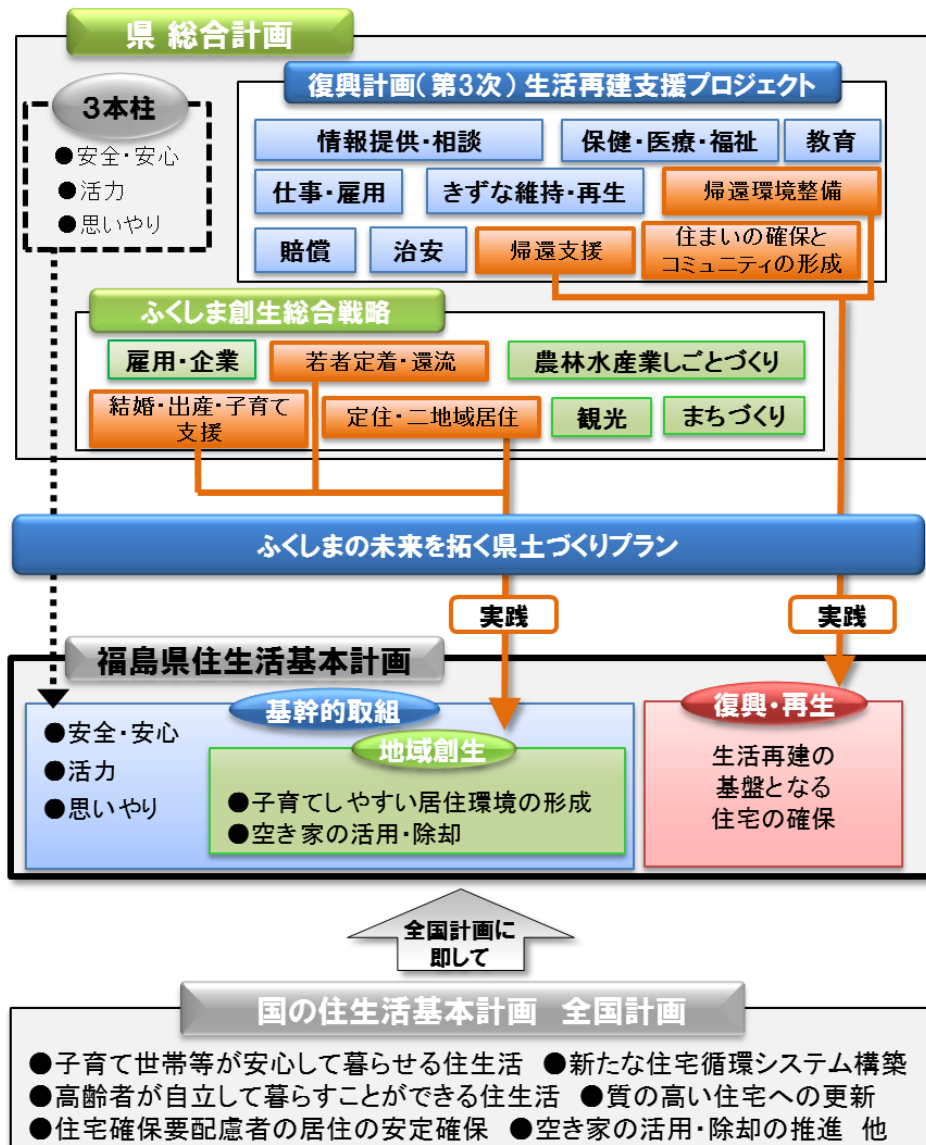 県 総合計画
3本柱
●安全・安心
●活力
●思いやり
復興計画(第3次) 生活再建支援プロジェクト
情報提供・相談
保健・医療・福祉
教育
仕事・雇用
きずな維持・再生
帰還環境整備
賠償
治安
帰還支援
住まいの確保と
コミュニティの形成
ふくしま創生総合戦略
雇用・企業
若者定着・還流
農林水産業しごとづくり
結婚・出産・子育て
支援
定住・二地域居住
観光
まちづくり
ふくしまの未来を拓く県土づくりプラン
実践
実践
福島県住生活基本計画
基幹的取組
●安全・安心
●活力
●思いやり
地域創生
●子育てしやすい居住環境の形成
●空き家の活用・除却
復興・再生
生活再建の
基盤となる
住宅の確保
全国計画に
即して
国の住生活基本計画 全国計画
●子育て世帯等が安心して暮らせる住生活 ●新たな住宅循環システム構築
●高齢者が自立して暮らすことができる住生活 ●質の高い住宅への更新
●住宅確保要配慮者の居住の安定確保 ●空き家の活用・除却の推進 他